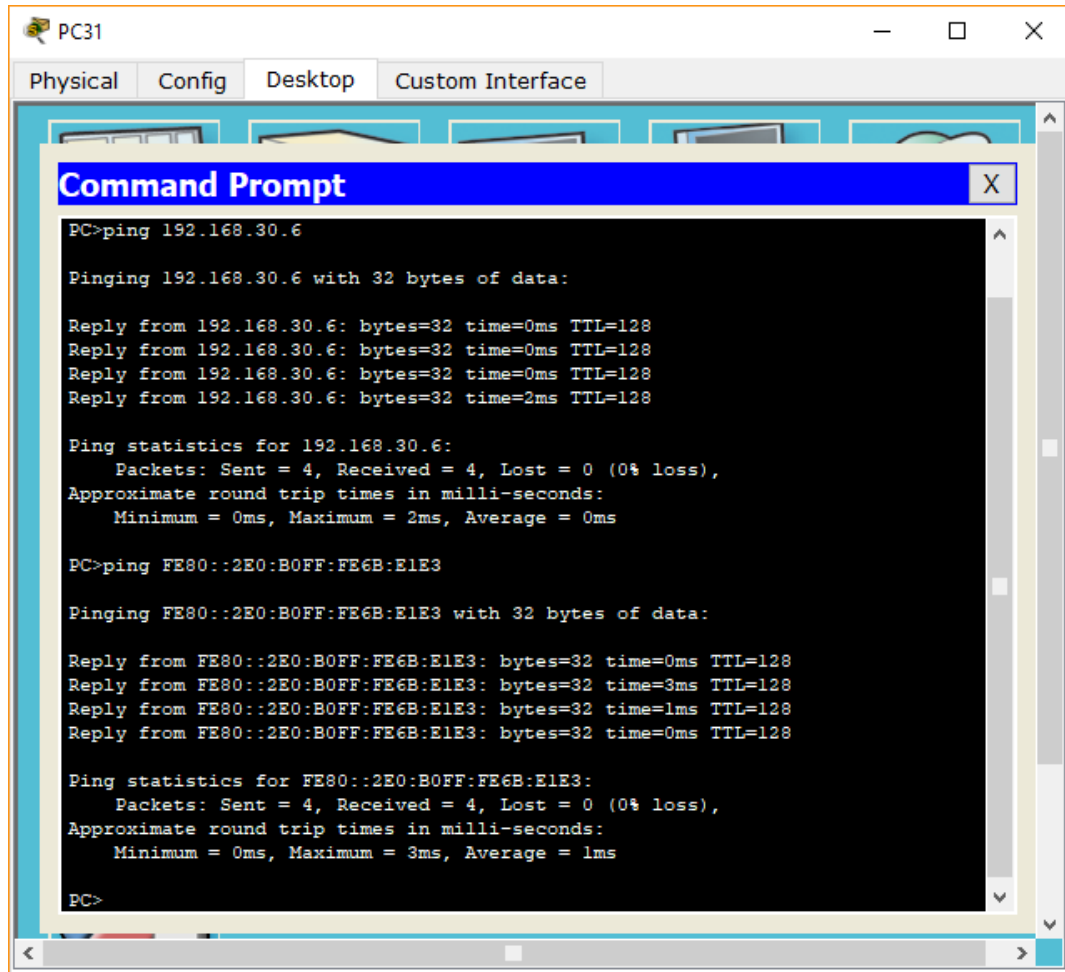 PC31
Physical Config Desktop Custom Interface
Command Prompt X
PC>ping 192.168.30.6
Pinging 192.168.30.6 with 32 bytes of data:
Reply from 192.168.30.6: bytes=32 time=0ms TTL=128
Reply from 192.168.30.6: bytes=32 time=0ms TTL=128
Reply from 192.168.30.6: bytes=32 time=0ms TTL=128
Reply from 192.168.30.6: bytes=32 time=2ms TTL=128
Ping statistics for 192.168.30.6:
Packets: Sent = 4, Received = 4, Lost = 0 (0% loss),
Approximate round trip times in milli-seconds:
Minimum = 0ms, Maximum = 2ms, Average = 0ms
PC>ping FE80::2E0:B0FF:FE6B:E1E3
Pinging FE80::2E0:B0FF:FE6B:E1E3 with 32 bytes of data:
Reply from FE80::2E0:B0FF:FE6B:E1E3: bytes=32 time=0ms TTL=128
Reply from FE80::2E0:B0FF:FE6B:E1E3: bytes=32 time=3ms TTL=128
Reply from FE80::2E0:B0FF:FE6B:E1E3: bytes=32 time=1ms TTL=128
Reply from FE80::2E0:B0FF:FE6B:E1E3: bytes=32 time=0ms TTL=128
Ping statistics for FE80::2E0:B0FF:FE6B:E1E3:
Packets: Sent = 4, Received = 4, Lost = 0 (0% loss),
Approximate round trip times in milli-seconds:
Minimum = 0ms, Maximum = 3ms, Average = 1ms
PC>